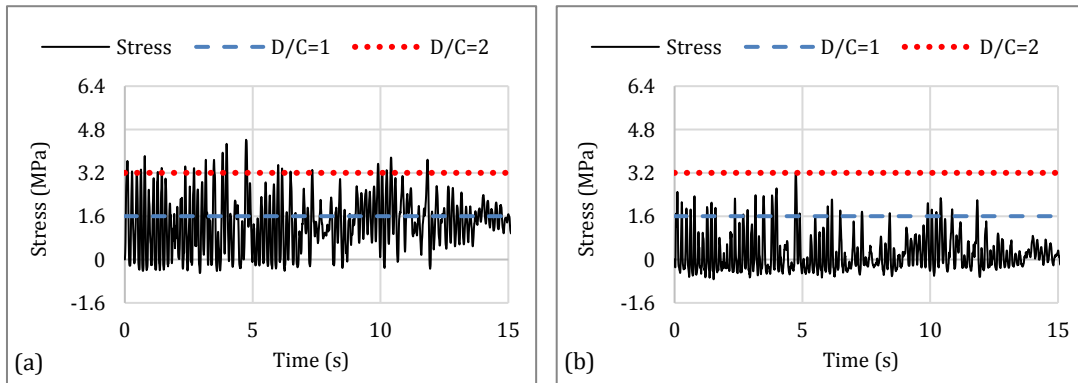 Stress D/C=1 D/C=2
6.4
4.8
3.2
1.6
0
-1.6
Stress (MPa)
0 5 10 15
Time (s)
(a)
Stress D/C=1 D/C=2
6.4
4.8
3.2
1.6
0
-1.6
Stress (MPa)
0 5 10 15
Time (s)
(b)